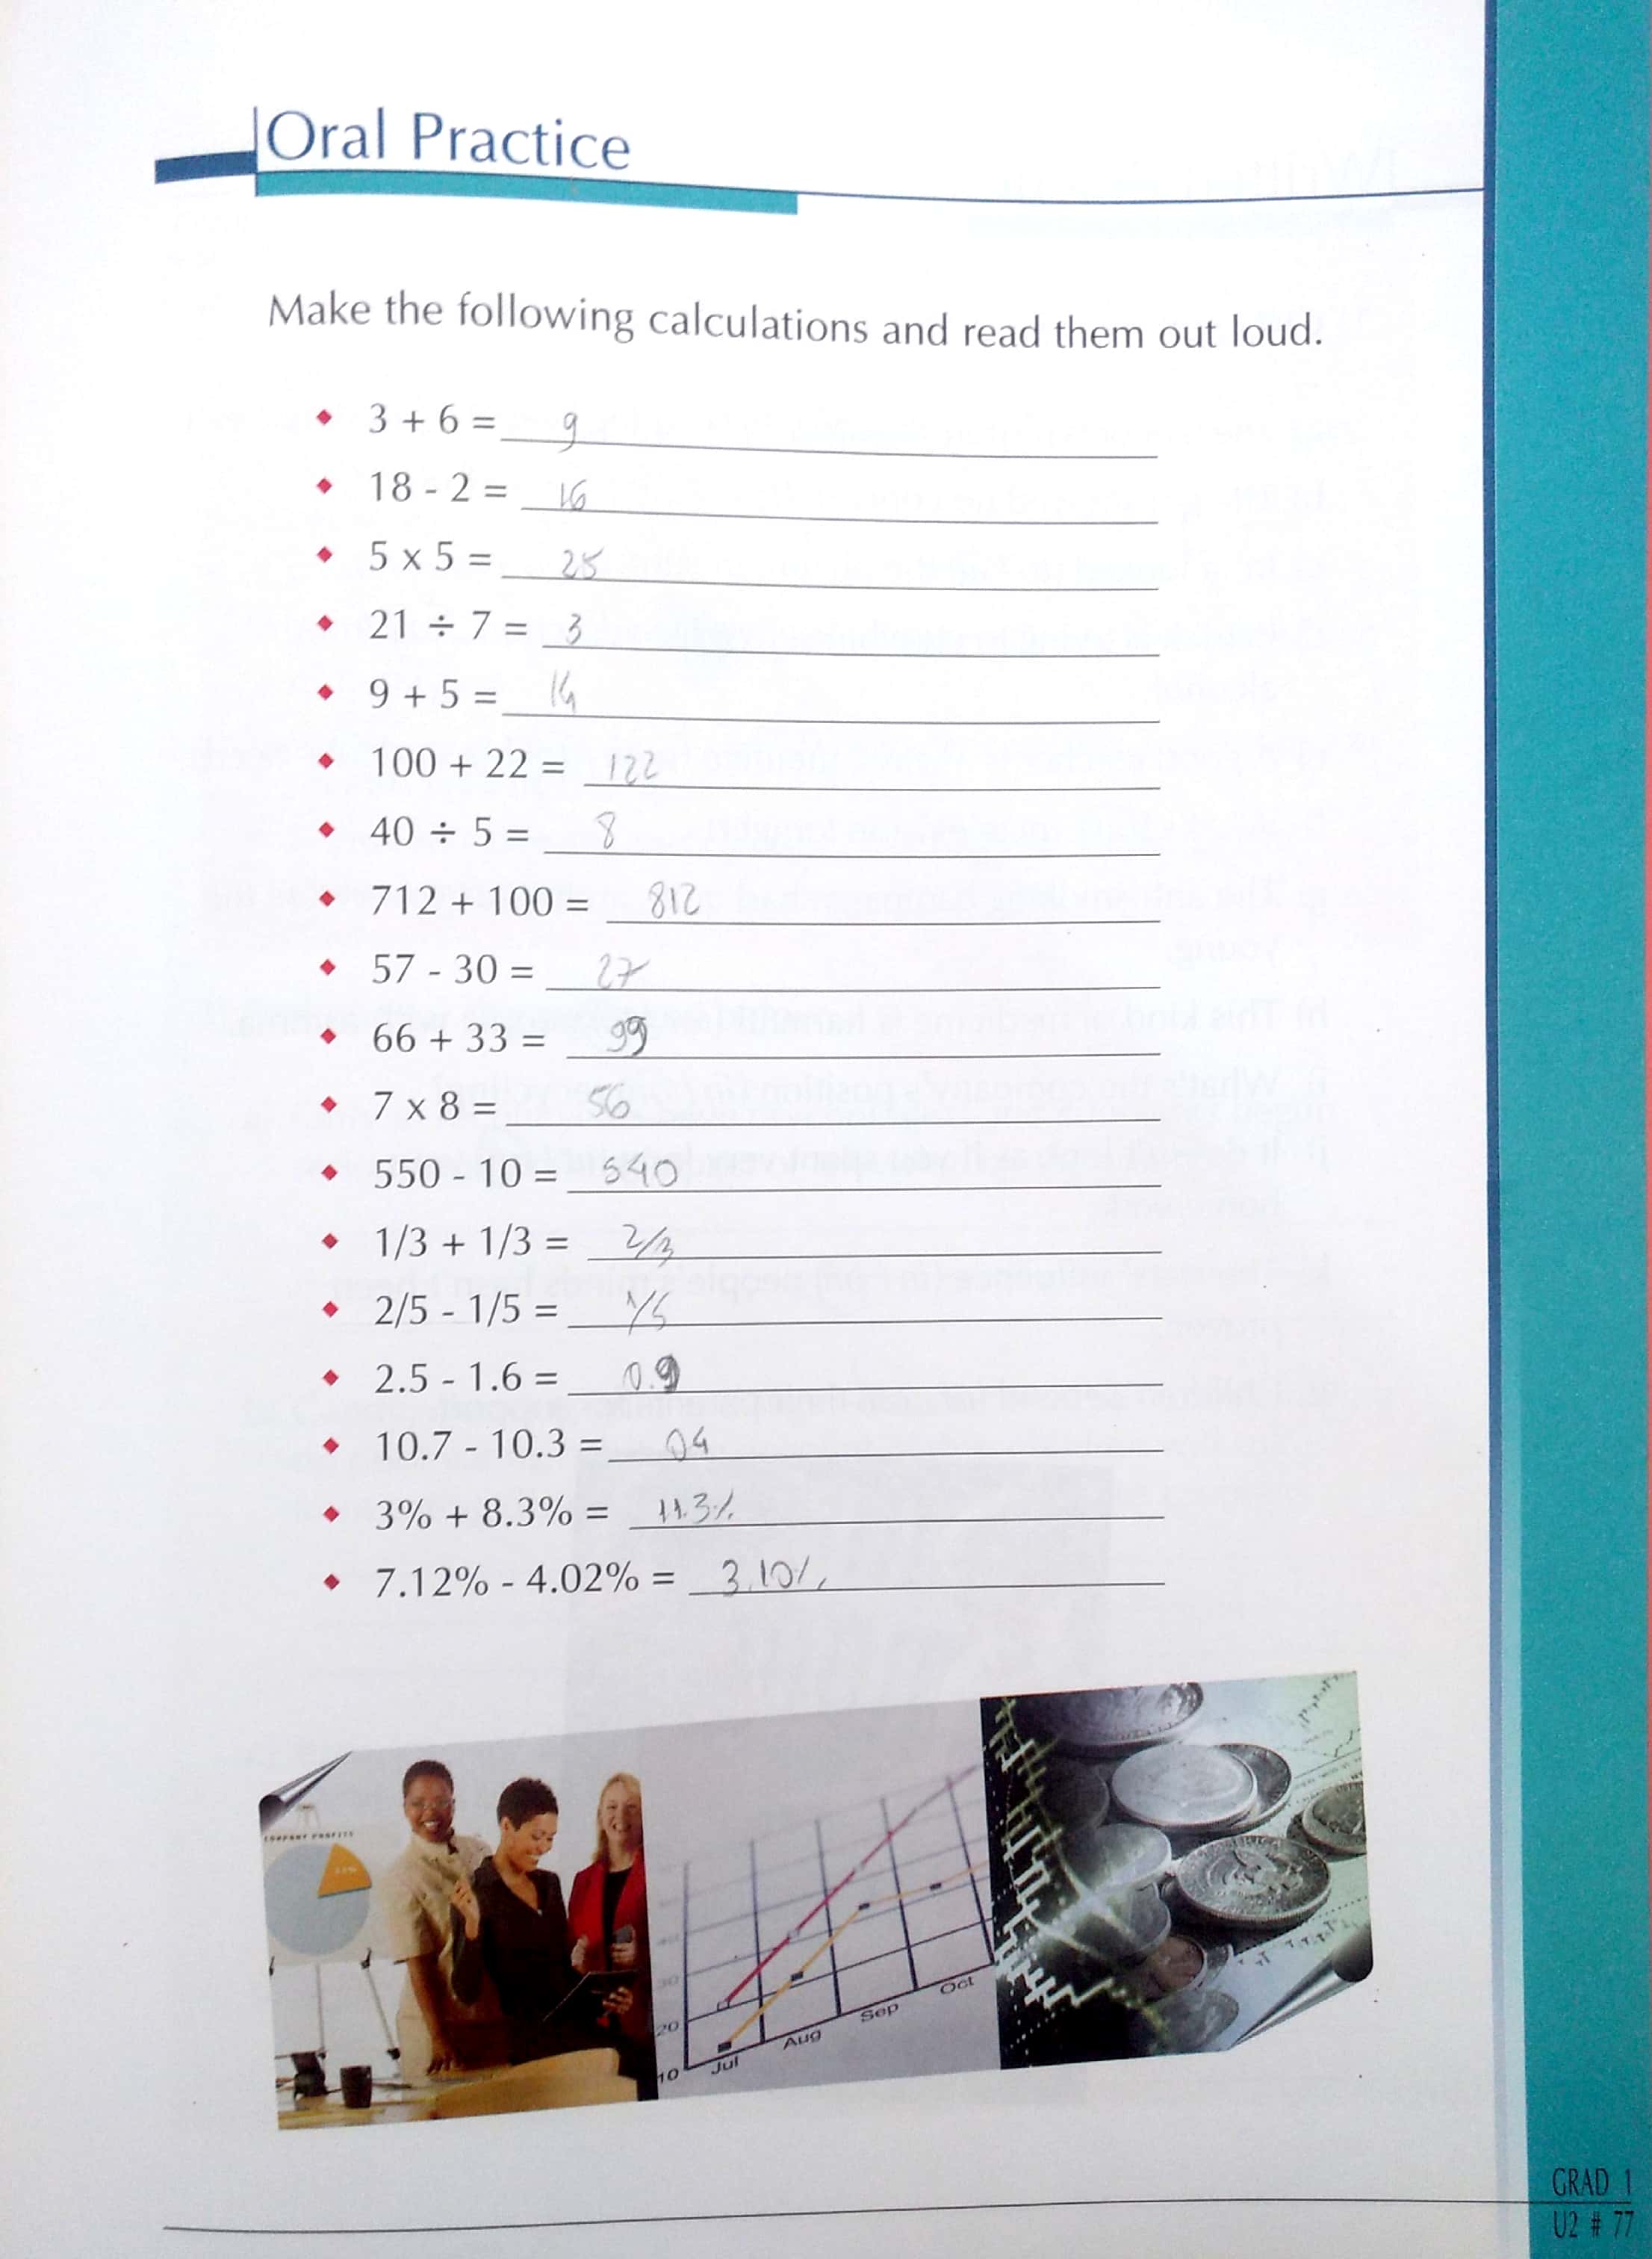 Oral Practice
Make the following calculations and read them out loud.
3 + 6 = 9
18 - 2 = 16
5 x 5 = 25
21 ÷ 7 = 3
9 + 5 = 14
100 + 22 = 122
40 ÷ 5 = 8
712 + 100 = 812
57 - 30 = 27
66 + 33 = 99
7 x 8 = 56
550 - 10 = 540
1/3 + 1/3 = 2/3
2/5 - 1/5 = 1/5
2.5 - 1.6 = 0.9
10.7 - 10.3 = 04
3% + 8.3% = 11.3%
7.12% - 4.02% = 3.10%
COMPANY PROFITS
30
20
10
Jul
Aug
Sep
Oct
GRAD 1
U2 # 77